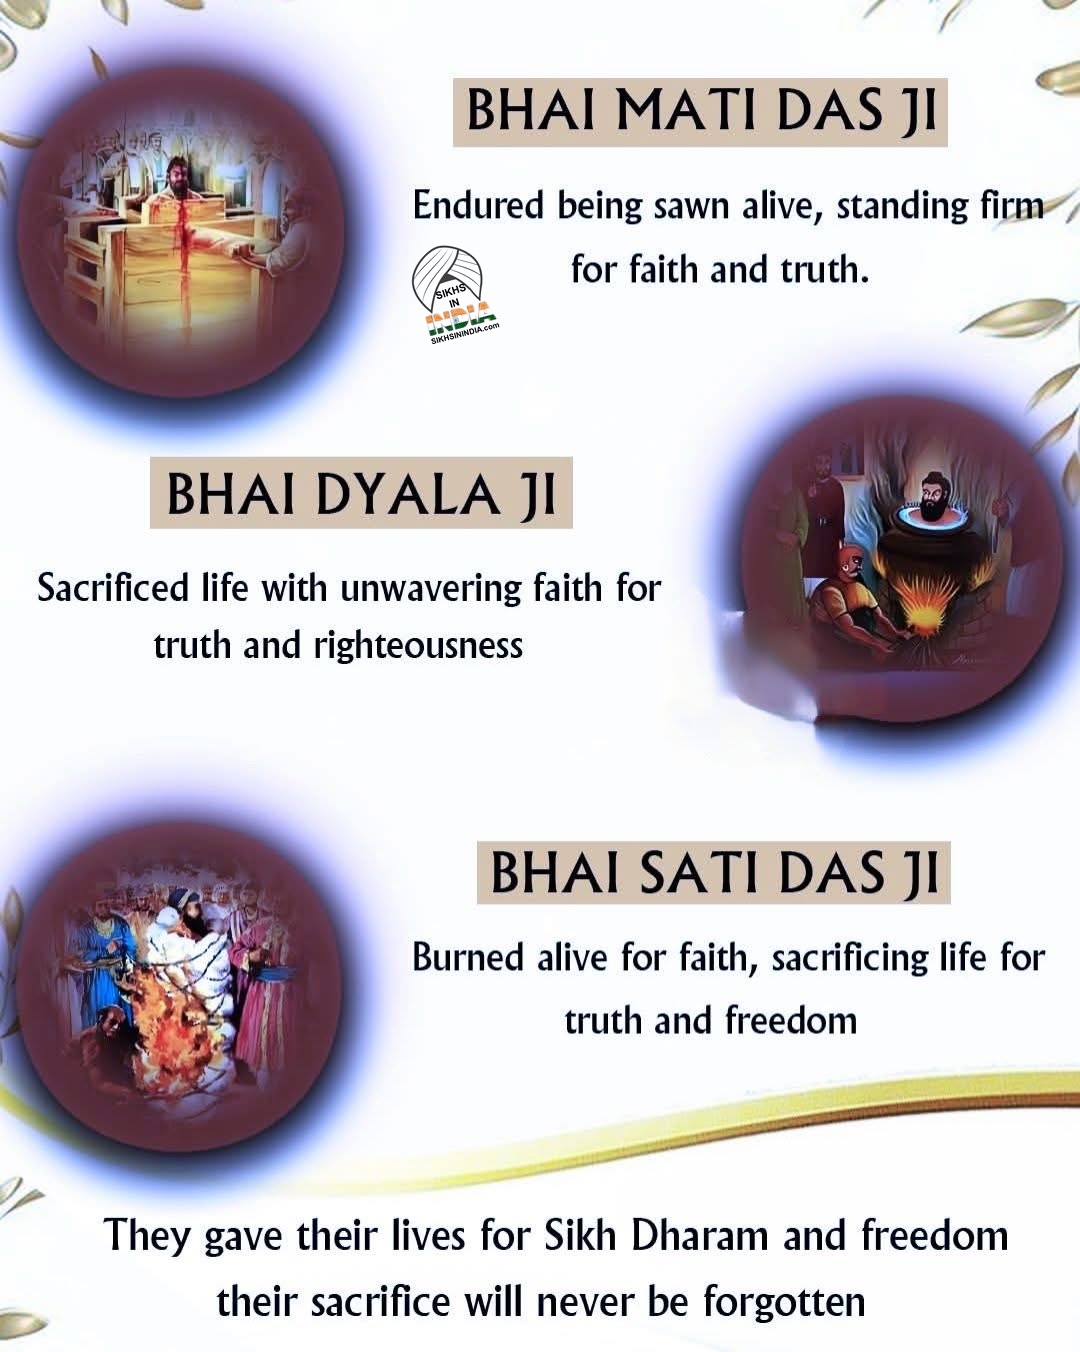 BHAI MATI DAS JI
Endured being sawn alive, standing firm
for faith and truth.
SIKHS
IN
INDIA
SIKHSININDIA.com
BHAI DYALA JI
Sacrificed life with unwavering faith for
truth and righteousness
BHAI SATI DAS JI
Burned alive for faith, sacrificing life for
truth and freedom
They gave their lives for Sikh Dharam and freedom
their sacrifice will never be forgotten